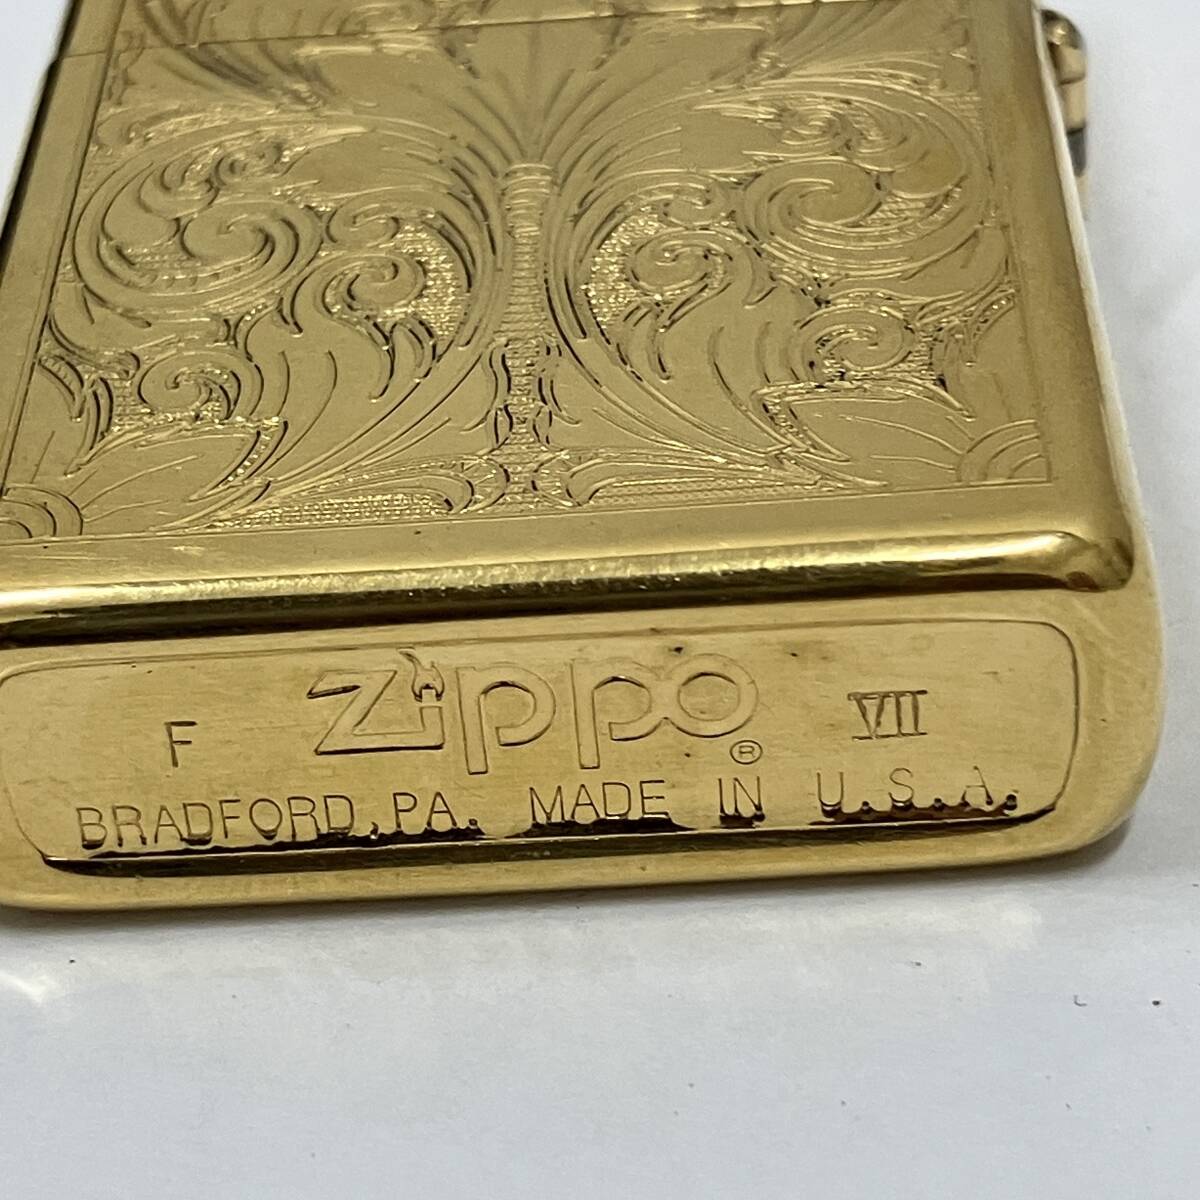 F Zippo® VII
BRADFORD, PA. MADE IN U.S.A.